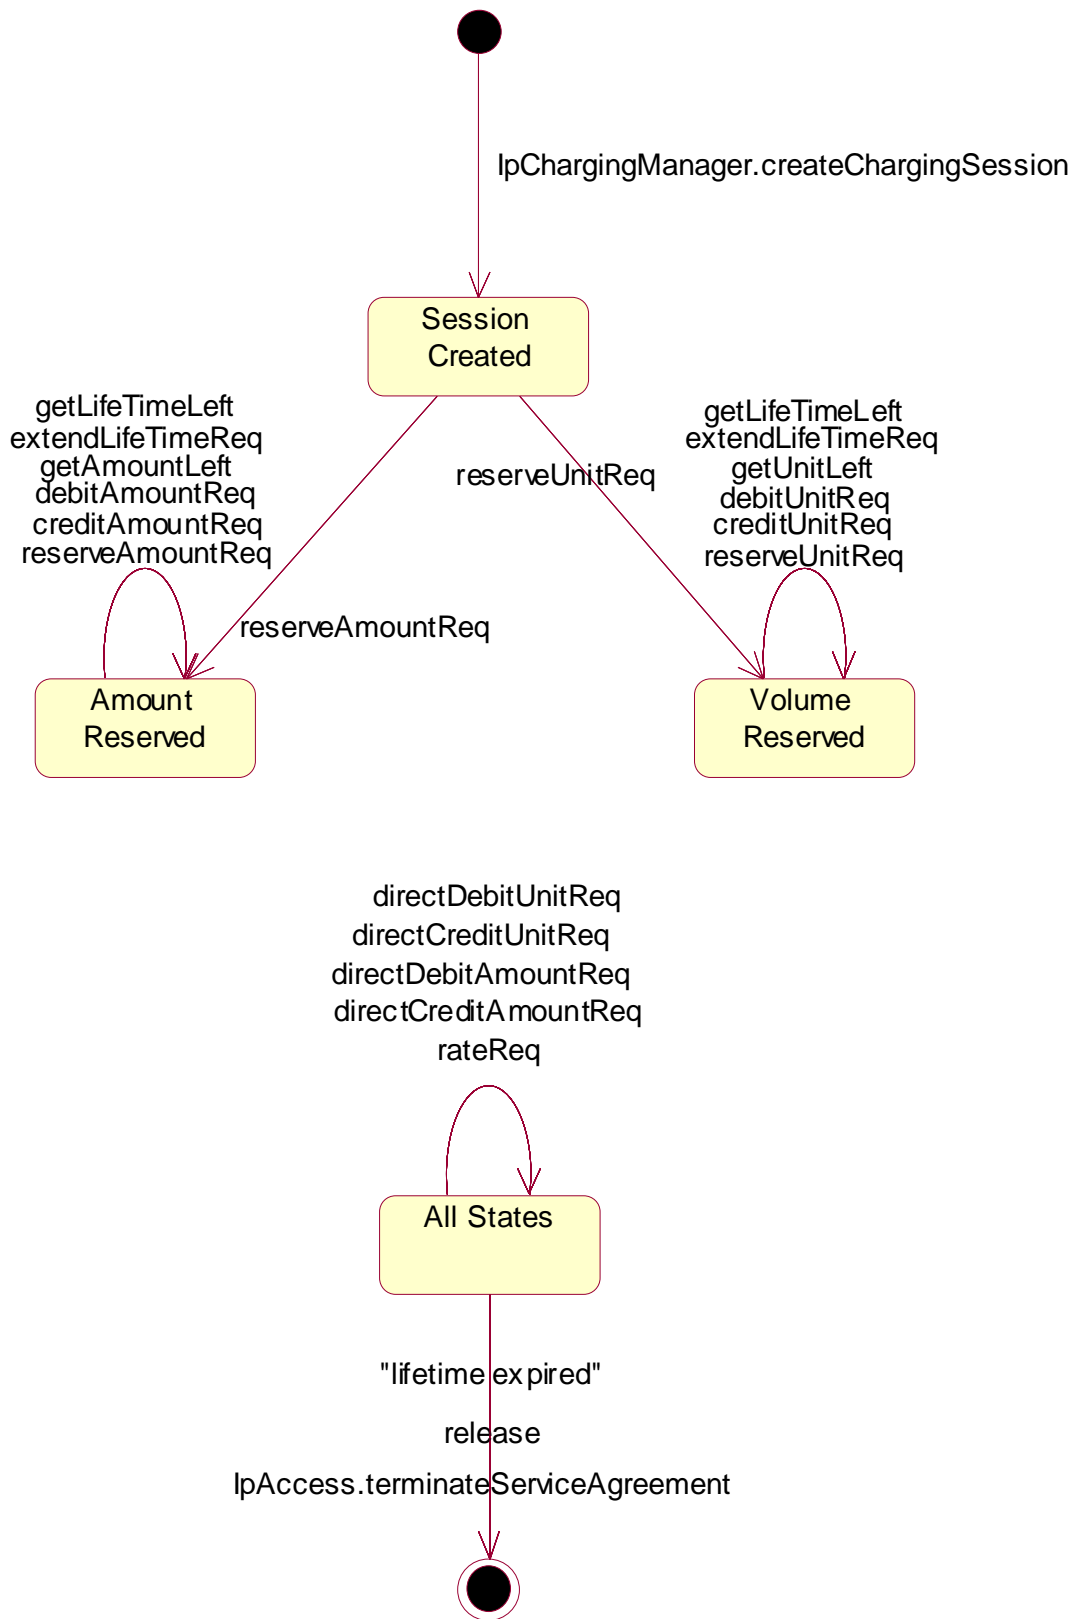 IpChargingManager.createChargingSession
Session
Created
getLifeTimeLeft
extendLifeTimeReq
getAmountLeft
debitAmountReq
creditAmountReq
reserveAmountReq
reserveUnitReq
getLifeTimeLeft
extendLifeTimeReq
getUnitLeft
debitUnitReq
creditUnitReq
reserveUnitReq
reserveAmountReq
Amount
Reserved
Volume
Reserved
directDebitUnitReq
directCreditUnitReq
directDebitAmountReq
directCreditAmountReq
rateReq
All States
"lifetime expired"
release
IpAccess.terminateServiceAgreement